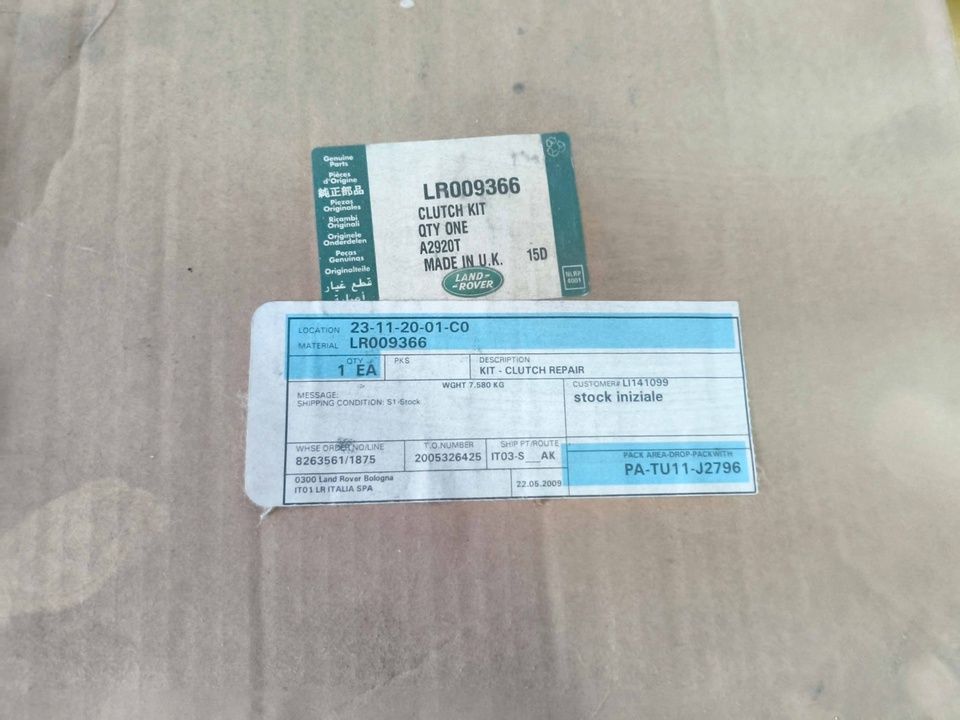 Genuine
Parts
Pièces
d'Origine
純正部品
Piezas
Originales
Ricambi
Originali
Originele
Onderdelen
Peças
Genuínas
Originalteile
قطع غيار
أصلية
LR009366
CLUTCH KIT
QTY ONE
A2920T
MADE IN U.K. 15D
LAND-
-ROVER
NLRP
4001
LOCATION 23-11-20-01-C0
MATERIAL LR009366
QTY PKS DESCRIPTION
1 EA KIT - CLUTCH REPAIR
WGHT 7.580 KG CUSTOMER# LI141099
MESSAGE: stock iniziale
SHIPPING CONDITION: S1-Stock
WHSE ORDER NO/LINE T.O.NUMBER SHIP PT/ROUTE PACK AREA-DROP-PACKWITH
8263561/1875 2005326425 IT03-S__AK PA-TU11-J2796
0300 Land Rover Bologna
IT01 LR ITALIA SPA 22.05.2009